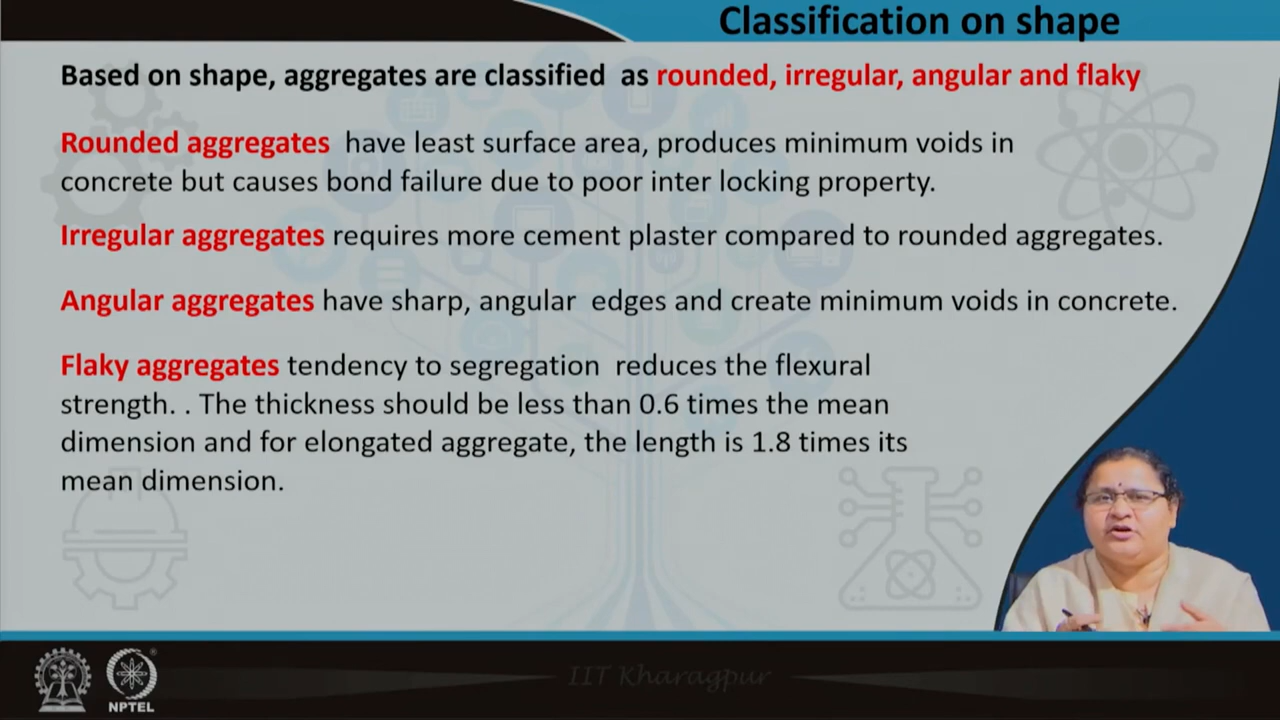 Classification on shape
Based on shape, aggregates are classified as rounded, irregular, angular and flaky
Rounded aggregates have least surface area, produces minimum voids in
concrete but causes bond failure due to poor inter locking property.
Irregular aggregates requires more cement plaster compared to rounded aggregates.
Angular aggregates have sharp, angular edges and create minimum voids in concrete.
Flaky aggregates tendency to segregation reduces the flexural
strength. . The thickness should be less than 0.6 times the mean
dimension and for elongated aggregate, the length is 1.8 times its
mean dimension.
IIT Kharagpur
NPTEL